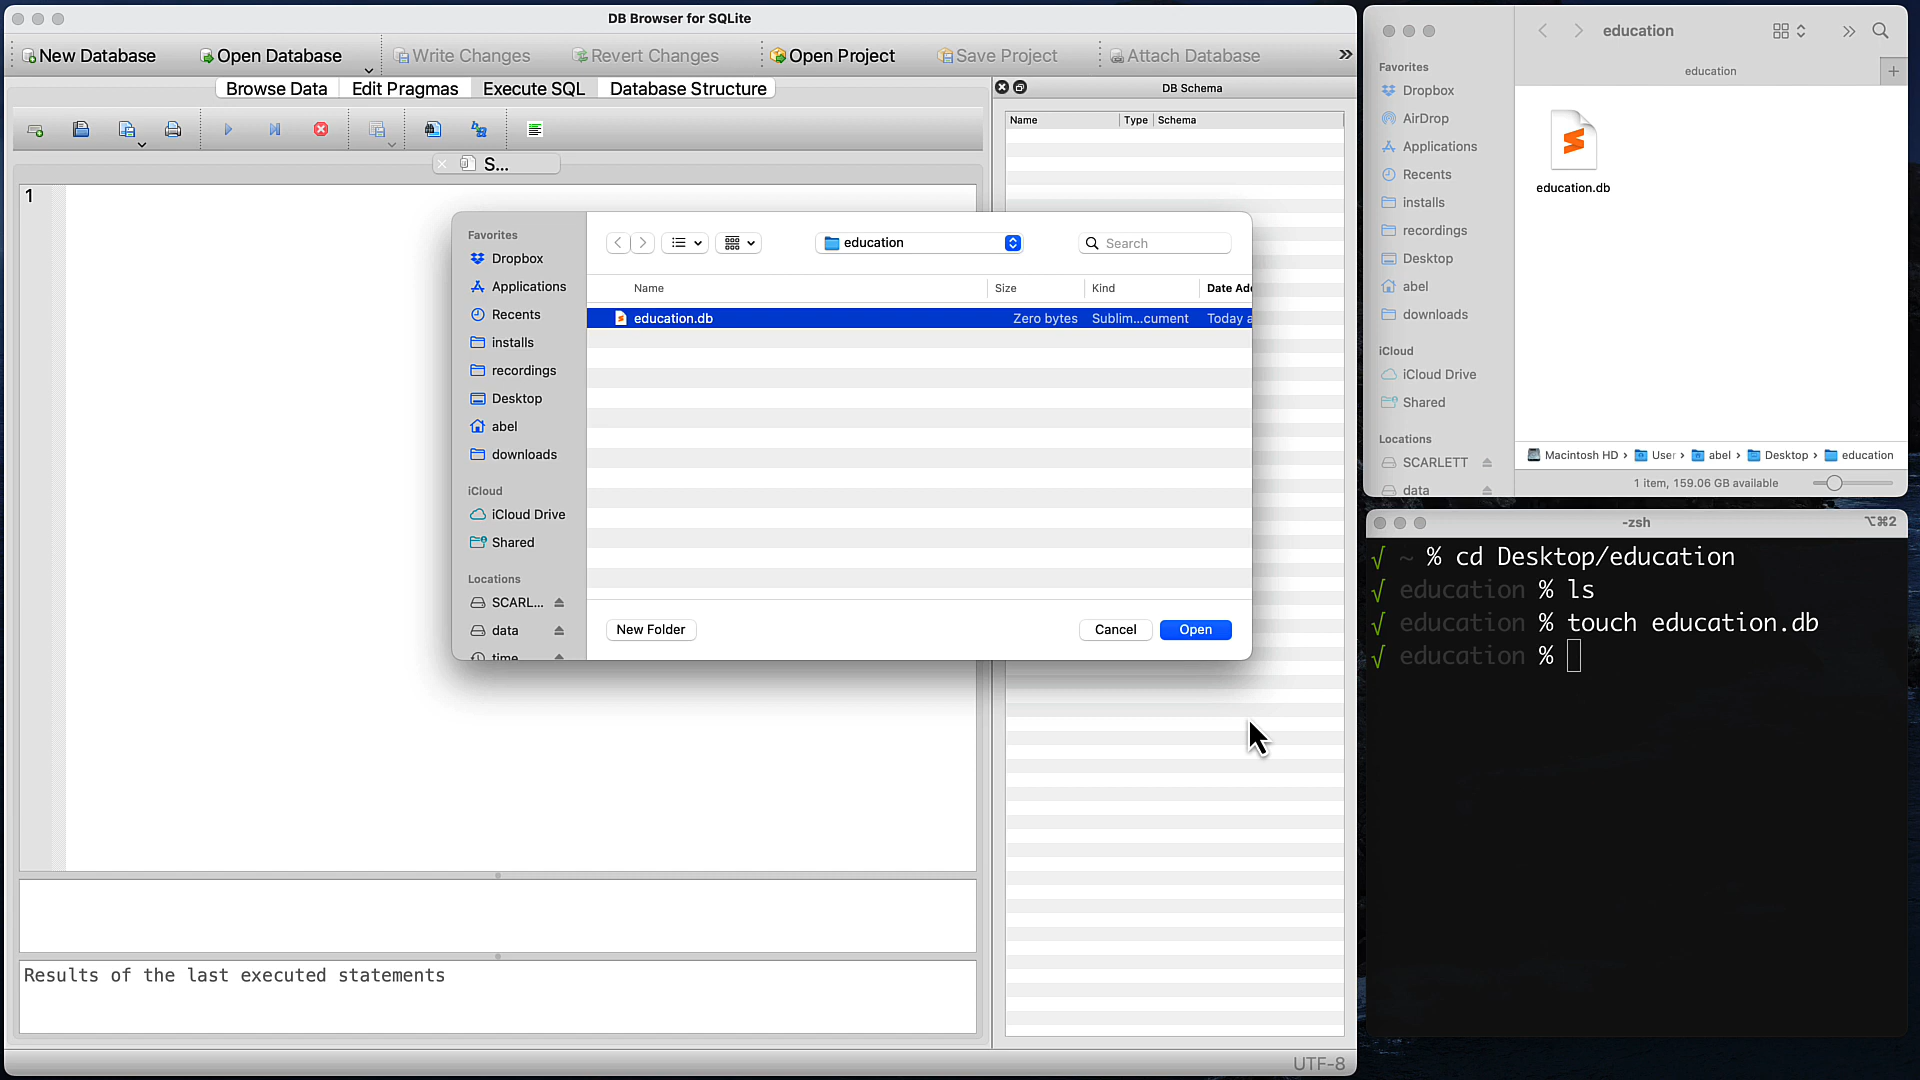 DB Browser for SQLite
New Database
Open Database
Write Changes
Revert Changes
Open Project
Save Project
Attach Database
»
Browse Data
Edit Pragmas
Execute SQL
Database Structure
S...
1
Results of the last executed statements
UTF-8
DB Schema
Name Type Schema
Favorites
Dropbox
Applications
Recents
installs
recordings
Desktop
abel
downloads
iCloud
iCloud Drive
Shared
Locations
SCARL...
data
time
education
Search
Name Size Kind Date Ad
education.db Zero bytes Sublim...cument Today a
New Folder
Cancel
Open
education
education
Favorites
Dropbox
AirDrop
Applications
Recents
installs
recordings
Desktop
abel
downloads
iCloud
iCloud Drive
Shared
Locations
SCARLETT
data
education.db
Macintosh HD › User › abel › Desktop › education
1 item, 159.06 GB available
-zsh
⌥⌘2
√ ~ % cd Desktop/education
√ education % ls
√ education % touch education.db
√ education %